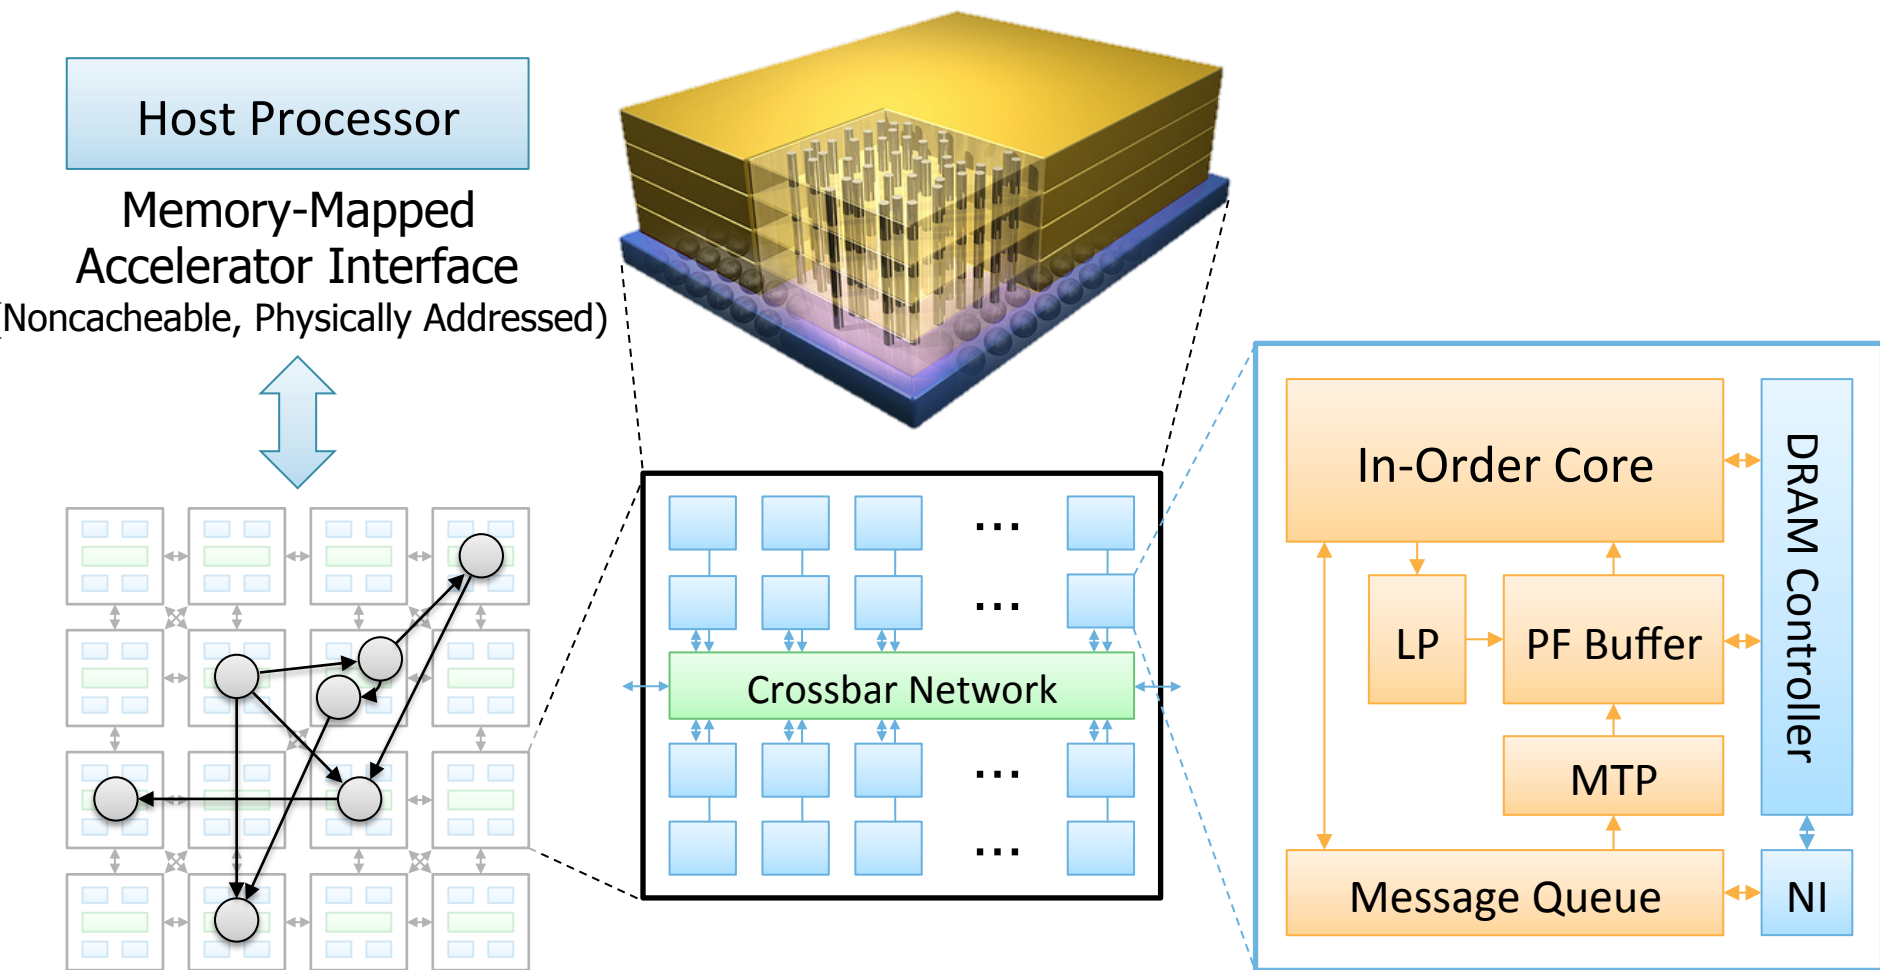 Host Processor
Memory-Mapped
Accelerator Interface
(Noncacheable, Physically Addressed)
...
...
Crossbar Network
...
...
In-Order Core
DRAM Controller
LP
PF Buffer
MTP
Message Queue
NI